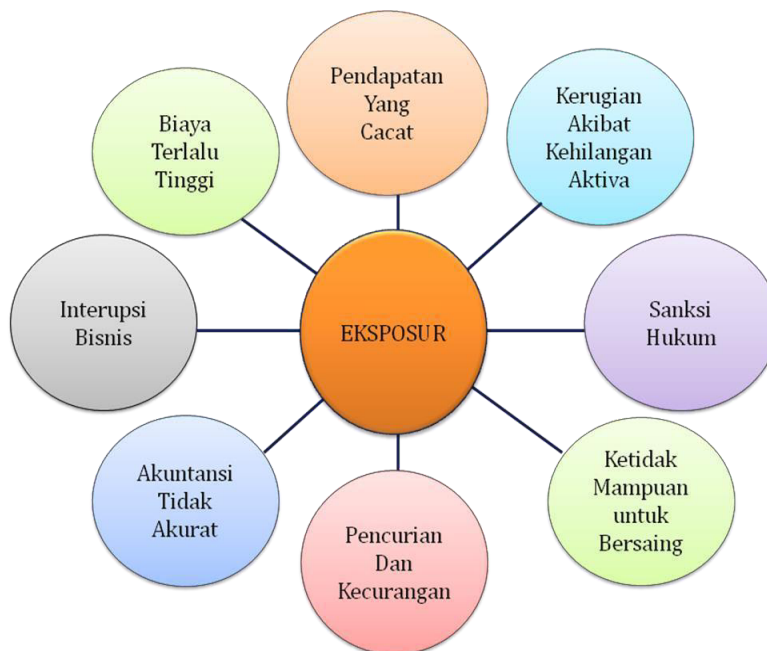 Pendapatan
Yang
Cacat
Kerugian
Akibat
Kehilangan
Aktiva
Biaya
Terlalu
Tinggi
Interupsi
Bisnis
EKSPOSUR
Sanksi
Hukum
Akuntansi
Tidak
Akurat
Pencurian
Dan
Kecurangan
Ketidak
Mampuan
untuk
Bersaing